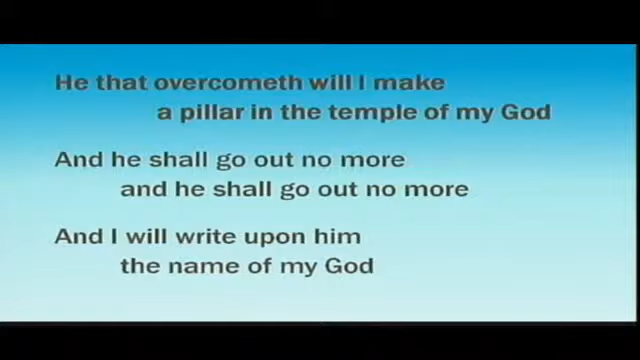 He that overcometh will I make
a pillar in the temple of my God
And he shall go out no more
and he shall go out no more
And I will write upon him
the name of my God